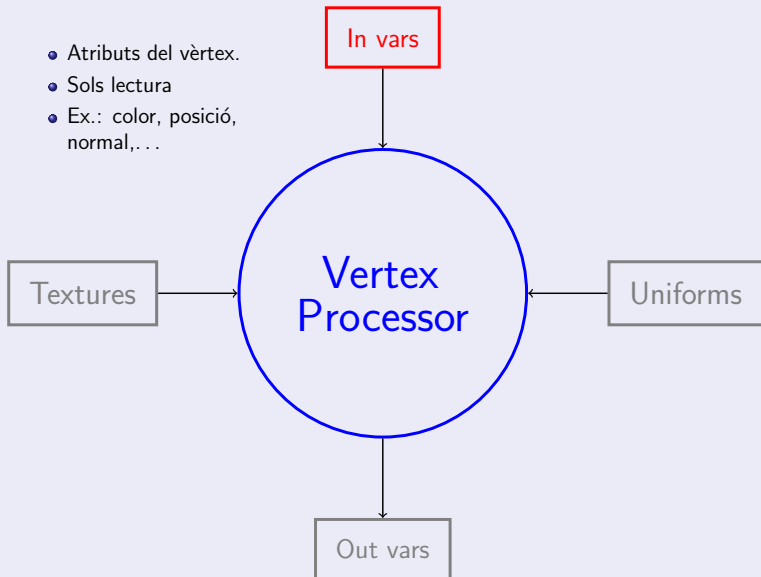 In vars
Atributs del vèrtex.
Sols lectura
Ex.: color, posició,
normal,...
Textures
Vertex
Processor
Uniforms
Out vars